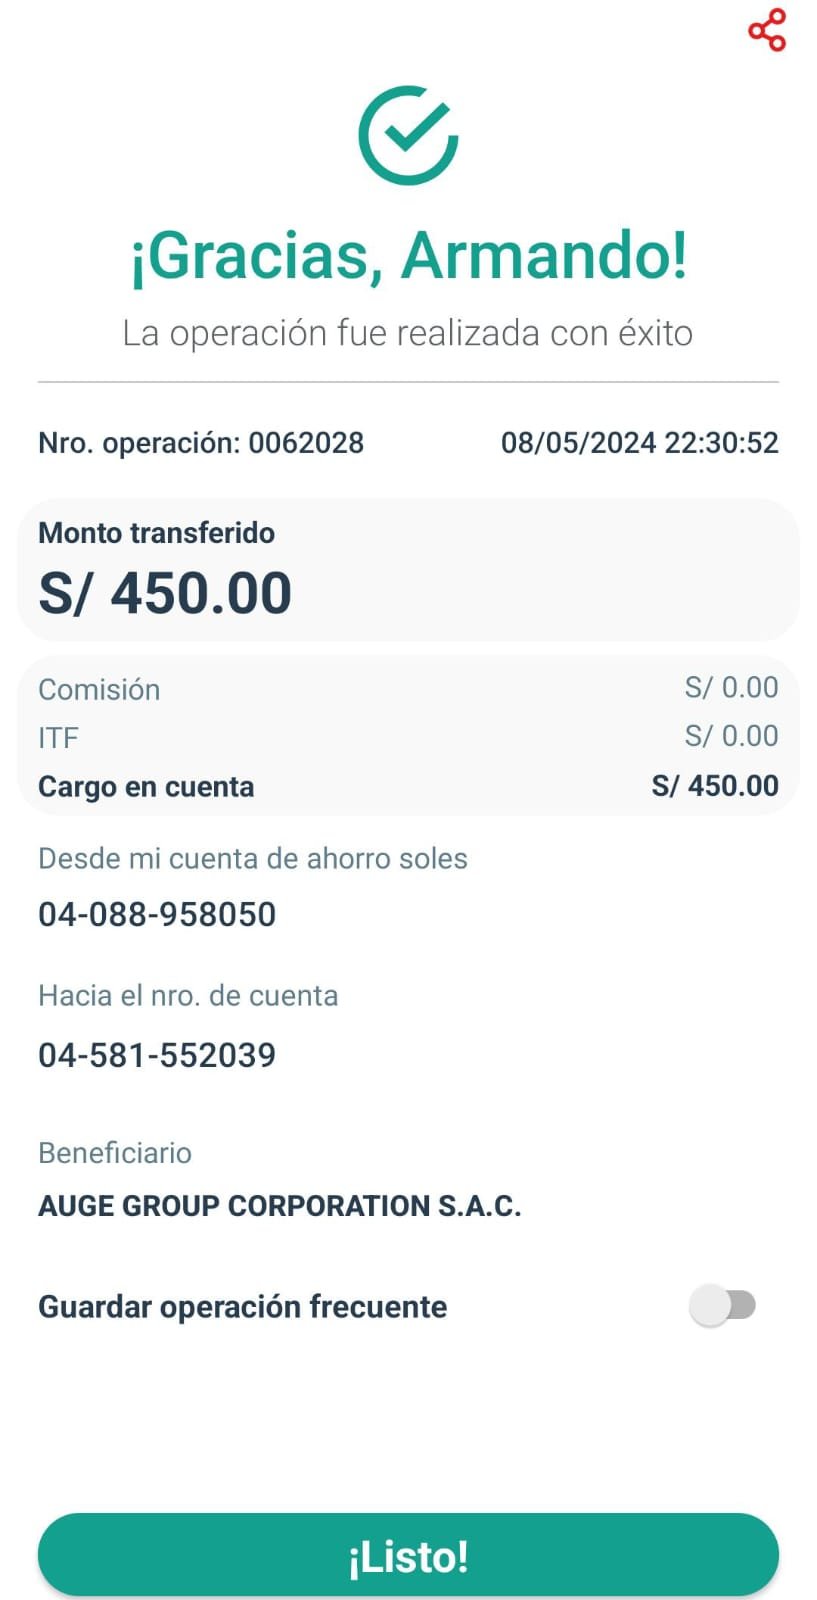 ¡Gracias, Armando!
La operación fue realizada con éxito
Nro. operación: 0062028 08/05/2024 22:30:52
Monto transferido
S/ 450.00
Comisión S/ 0.00
ITF S/ 0.00
Cargo en cuenta S/ 450.00
Desde mi cuenta de ahorro soles
04-088-958050
Hacia el nro. de cuenta
04-581-552039
Beneficiario
AUGE GROUP CORPORATION S.A.C.
Guardar operación frecuente
¡Listo!